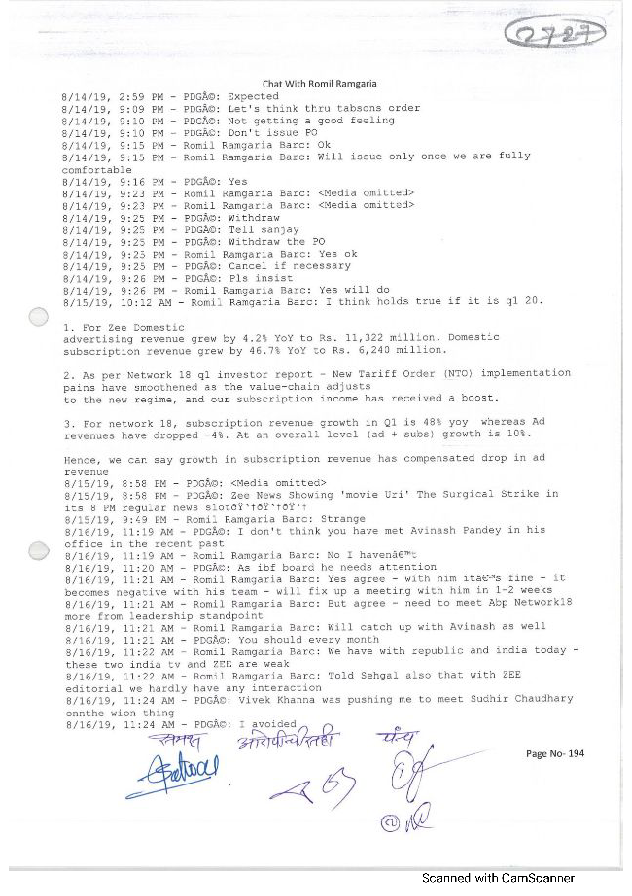 2727
Chat With Romil Ramgaria
8/14/19, 2:59 PM - PDGÂ©: Expected
8/14/19, 9:09 PM - PDGÂ©: Let's think thru tabsons order
8/14/19, 9:10 PM - PDGÂ©: Not getting a good feeling
8/14/19, 9:10 PM - PDGÂ©: Don't issue PO
8/14/19, 9:15 PM - Romil Ramgaria Barc: Ok
8/14/19, 9:15 PM - Romil Ramgaria Barc: Will issue only once we are fully
comfortable
8/14/19, 9:16 PM - PDGÂ©: Yes
8/14/19, 9:23 PM - Romil Ramgaria Barc: <Media omitted>
8/14/19, 9:23 PM - Romil Ramgaria Barc: <Media omitted>
8/14/19, 9:25 PM - PDGÂ©: Withdraw
8/14/19, 9:25 PM - PDGÂ©: Tell sanjay
8/14/19, 9:25 PM - PDGÂ©: Withdraw the PO
8/14/19, 9:25 PM - Romil Ramgaria Barc: Yes ok
8/14/19, 9:25 PM - PDGÂ©: Cancel if necessary
8/14/19, 9:26 PM - PDGÂ©: Pls insist
8/14/19, 9:26 PM - Romil Ramgaria Barc: Yes will do
8/15/19, 10:12 AM - Romil Ramgaria Barc: I think holds true if it is q1 20.
1. For Zee Domestic
advertising revenue grew by 4.2% YoY to Rs. 11,322 million. Domestic
subscription revenue grew by 46.7% YoY to Rs. 6,240 million.
2. As per Network 18 q1 investor report - New Tariff Order (NTO) implementation
pains have smoothened as the value-chain adjusts
to the new regime, and our subscription income has received a boost.
3. For network 18, subscription revenue growth in Q1 is 48% yoy whereas Ad
revenues have dropped -4%. At an overall level (ad + subs) growth is 10%.
Hence, we can say growth in subscription revenue has compensated drop in ad
revenue
8/15/19, 8:58 PM - PDGÂ©: <Media omitted>
8/15/19, 8:58 PM - PDGÂ©: Zee News Showing 'movie Uri' The Surgical Strike in
its 8 PM regular news slot
8/15/19, 9:49 PM - Romil Ramgaria Barc: Strange
8/16/19, 11:19 AM - PDGÂ©: I don't think you have met Avinash Pandey in his
office in the recent past
8/16/19, 11:19 AM - Romil Ramgaria Barc: No I havenâ€™t
8/16/19, 11:20 AM - PDGÂ©: As ibf board he needs attention
8/16/19, 11:21 AM - Romil Ramgaria Barc: Yes agree - with him itâ€™s fine - it
becomes negative with his team - will fix up a meeting with him in 1-2 weeks
8/16/19, 11:21 AM - Romil Ramgaria Barc: But agree - need to meet Abp Network18
more from leadership standpoint
8/16/19, 11:21 AM - Romil Ramgaria Barc: Will catch up with Avinash as well
8/16/19, 11:21 AM - PDGÂ©: You should every month
8/16/19, 11:22 AM - Romil Ramgaria Barc: We have with republic and india today -
these two india tv and ZEE are weak
8/16/19, 11:22 AM - Romil Ramgaria Barc: Told Sehgal also that with ZEE
editorial we hardly have any interaction
8/16/19, 11:24 AM - PDGÂ©: Vivek Khanna was pushing me to meet Sudhir Chaudhary
onnthe wion thing
8/16/19, 11:24 AM - PDGÂ©: I avoided
समक्ष पंच
Page No- 194
Scanned with CamScanner